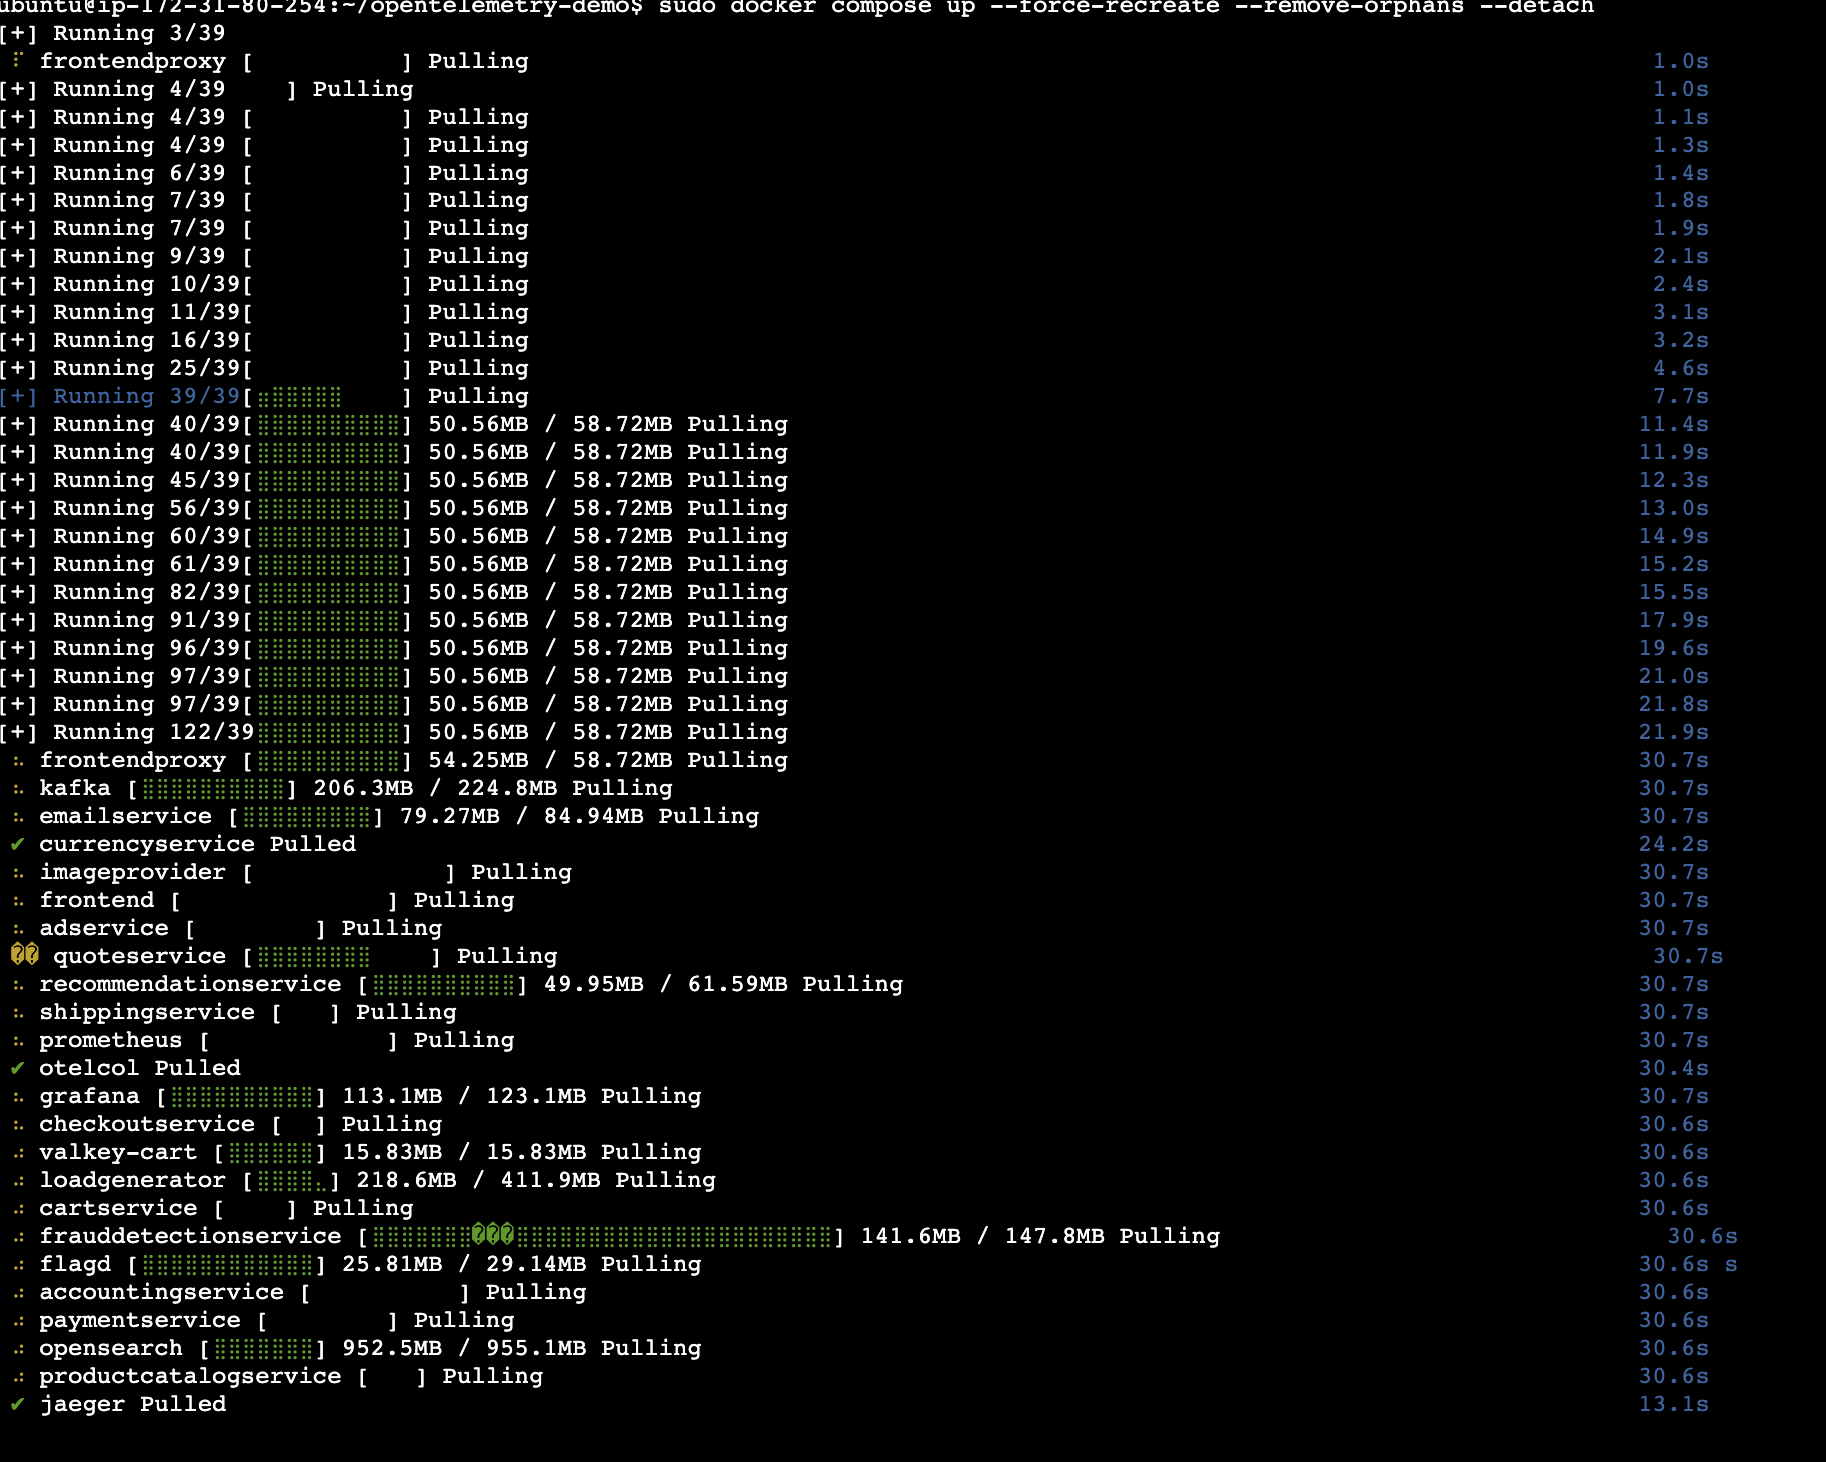 ubuntu@ip-172-31-80-254:~/opentelemetry-demo$ sudo docker compose up --force-recreate --remove-orphans --detach
[+] Running 3/39
⠏ frontendproxy [          ] Pulling 1.0s
[+] Running 4/39    ] Pulling 1.0s
[+] Running 4/39 [          ] Pulling 1.1s
[+] Running 4/39 [          ] Pulling 1.3s
[+] Running 6/39 [          ] Pulling 1.4s
[+] Running 7/39 [          ] Pulling 1.8s
[+] Running 7/39 [          ] Pulling 1.9s
[+] Running 9/39 [          ] Pulling 2.1s
[+] Running 10/39[          ] Pulling 2.4s
[+] Running 11/39[          ] Pulling 3.1s
[+] Running 16/39[          ] Pulling 3.2s
[+] Running 25/39[          ] Pulling 4.6s
[+] Running 39/39[⣶⣿⣿⣿⣿⣿    ] Pulling 7.7s
[+] Running 40/39[⣿⣿⣿⣿⣿⣿⣿⣿⣿⣿] 50.56MB / 58.72MB Pulling 11.4s
[+] Running 40/39[⣿⣿⣿⣿⣿⣿⣿⣿⣿⣿] 50.56MB / 58.72MB Pulling 11.9s
[+] Running 45/39[⣿⣿⣿⣿⣿⣿⣿⣿⣿⣿] 50.56MB / 58.72MB Pulling 12.3s
[+] Running 56/39[⣿⣿⣿⣿⣿⣿⣿⣿⣿⣿] 50.56MB / 58.72MB Pulling 13.0s
[+] Running 60/39[⣿⣿⣿⣿⣿⣿⣿⣿⣿⣿] 50.56MB / 58.72MB Pulling 14.9s
[+] Running 61/39[⣿⣿⣿⣿⣿⣿⣿⣿⣿⣿] 50.56MB / 58.72MB Pulling 15.2s
[+] Running 82/39[⣿⣿⣿⣿⣿⣿⣿⣿⣿⣿] 50.56MB / 58.72MB Pulling 15.5s
[+] Running 91/39[⣿⣿⣿⣿⣿⣿⣿⣿⣿⣿] 50.56MB / 58.72MB Pulling 17.9s
[+] Running 96/39[⣿⣿⣿⣿⣿⣿⣿⣿⣿⣿] 50.56MB / 58.72MB Pulling 19.6s
[+] Running 97/39[⣿⣿⣿⣿⣿⣿⣿⣿⣿⣿] 50.56MB / 58.72MB Pulling 21.0s
[+] Running 97/39[⣿⣿⣿⣿⣿⣿⣿⣿⣿⣿] 50.56MB / 58.72MB Pulling 21.8s
[+] Running 122/39⣿⣿⣿⣿⣿⣿⣿⣿⣿⣿] 50.56MB / 58.72MB Pulling 21.9s
⠦ frontendproxy [⣿⣿⣿⣿⣿⣿⣿⣿⣿⣿] 54.25MB / 58.72MB Pulling 30.7s
⠦ kafka [⣿⣿⣿⣿⣿⣿⣿⣿⣿⣿] 206.3MB / 224.8MB Pulling 30.7s
⠦ emailservice [⣿⣿⣿⣿⣿⣿⣿⣿⣿] 79.27MB / 84.94MB Pulling 30.7s
✔ currencyservice Pulled 24.2s
⠦ imageprovider [             ] Pulling 30.7s
⠦ frontend [              ] Pulling 30.7s
⠦ adservice [        ] Pulling 30.7s
�� quoteservice [⣿⣿⣿⣿⣿⣿⣿⣿    ] Pulling 30.7s
⠦ recommendationservice [⣿⣿⣿⣿⣿⣿⣿⣿⣿⣿] 49.95MB / 61.59MB Pulling 30.7s
⠦ shippingservice [   ] Pulling 30.7s
⠦ prometheus [            ] Pulling 30.7s
✔ otelcol Pulled 30.4s
⠦ grafana [⣿⣿⣿⣿⣿⣿⣿⣿⣿⣿] 113.1MB / 123.1MB Pulling 30.7s
⠦ checkoutservice [  ] Pulling 30.6s
⠴ valkey-cart [⣿⣿⣿⣿⣿⣿] 15.83MB / 15.83MB Pulling 30.6s
⠴ loadgenerator [⣿⣿⣿⣿⣀] 218.6MB / 411.9MB Pulling 30.6s
⠴ cartservice [    ] Pulling 30.6s
⠴ frauddetectionservice [⣿⣿⣿⣿⣿⣿⣿���⣿⣿⣿⣿⣿⣿⣿⣿⣿⣿⣿⣿⣿⣿⣿⣿⣿⣿⣿⣿⣿⣿] 141.6MB / 147.8MB Pulling 30.6s
⠴ flagd [⣿⣿⣿⣿⣿⣿⣿⣿⣿⣿⣿⣿] 25.81MB / 29.14MB Pulling 30.6s s
⠴ accountingservice [          ] Pulling 30.6s
⠴ paymentservice [        ] Pulling 30.6s
⠴ opensearch [⣿⣿⣿⣿⣿⣿⣿] 952.5MB / 955.1MB Pulling 30.6s
⠴ productcatalogservice [   ] Pulling 30.6s
✔ jaeger Pulled 13.1s